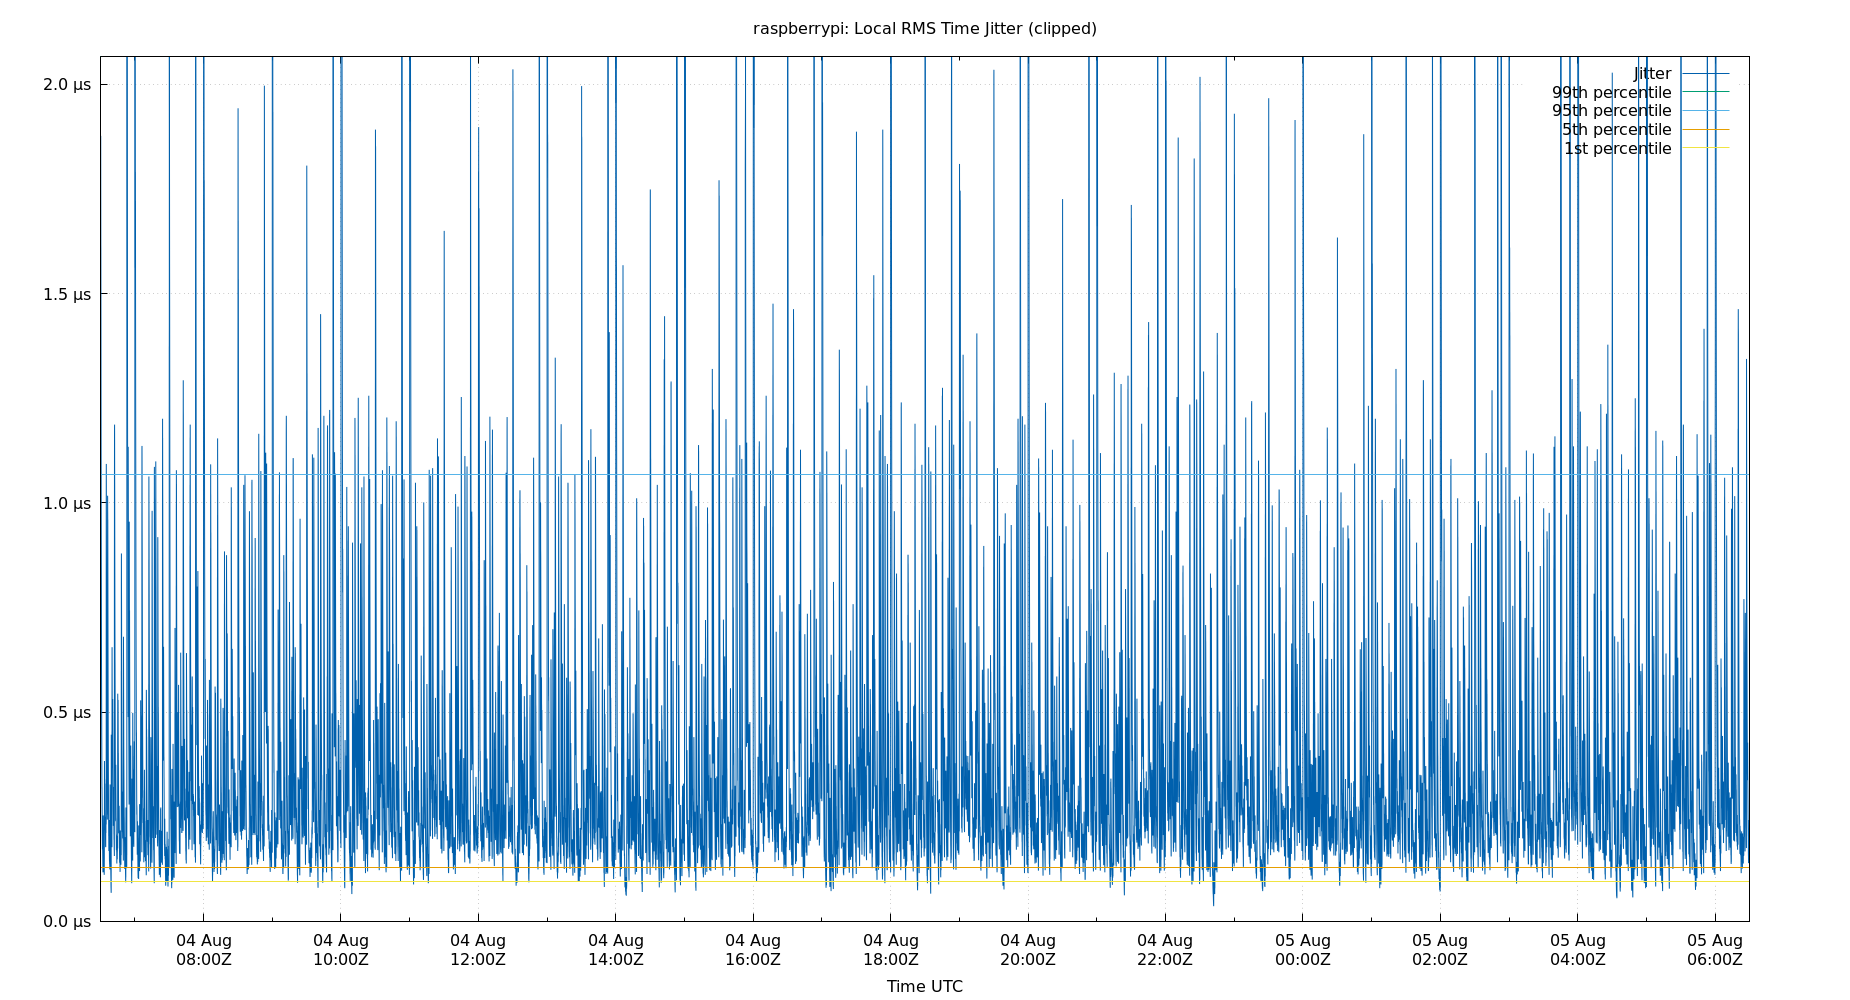 raspberrypi: Local RMS Time Jitter (clipped)
2.0 µs
1.5 µs
1.0 µs
0.5 µs
0.0 µs
Jitter
99th percentile
95th percentile
5th percentile
1st percentile
04 Aug 04 Aug 04 Aug 04 Aug 04 Aug 04 Aug 04 Aug 04 Aug 05 Aug 05 Aug 05 Aug 05 Aug
08:00Z 10:00Z 12:00Z 14:00Z 16:00Z 18:00Z 20:00Z 22:00Z 00:00Z 02:00Z 04:00Z 06:00Z
Time UTC